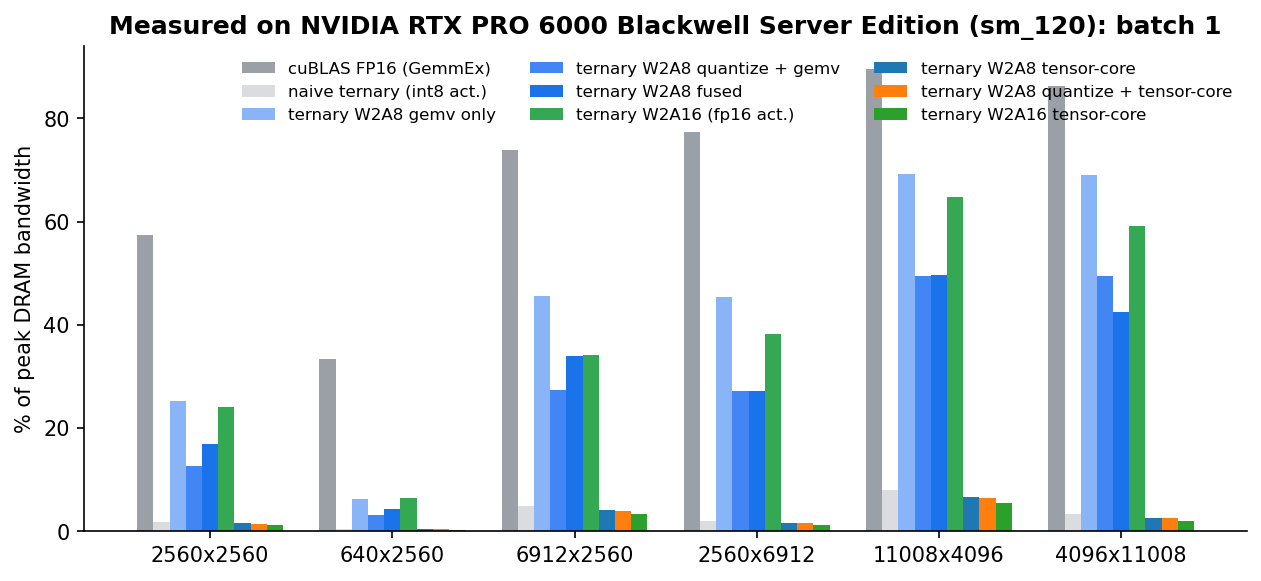 Measured on NVIDIA RTX PRO 6000 Blackwell Server Edition (sm_120): batch 1
cuBLAS FP16 (GemmEx)
naive ternary (int8 act.)
ternary W2A8 gemv only
ternary W2A8 quantize + gemv
ternary W2A8 fused
ternary W2A16 (fp16 act.)
ternary W2A8 tensor-core
ternary W2A8 quantize + tensor-core
ternary W2A16 tensor-core
% of peak DRAM bandwidth
80
60
40
20
0
2560x2560 640x2560 6912x2560 2560x6912 11008x4096 4096x11008